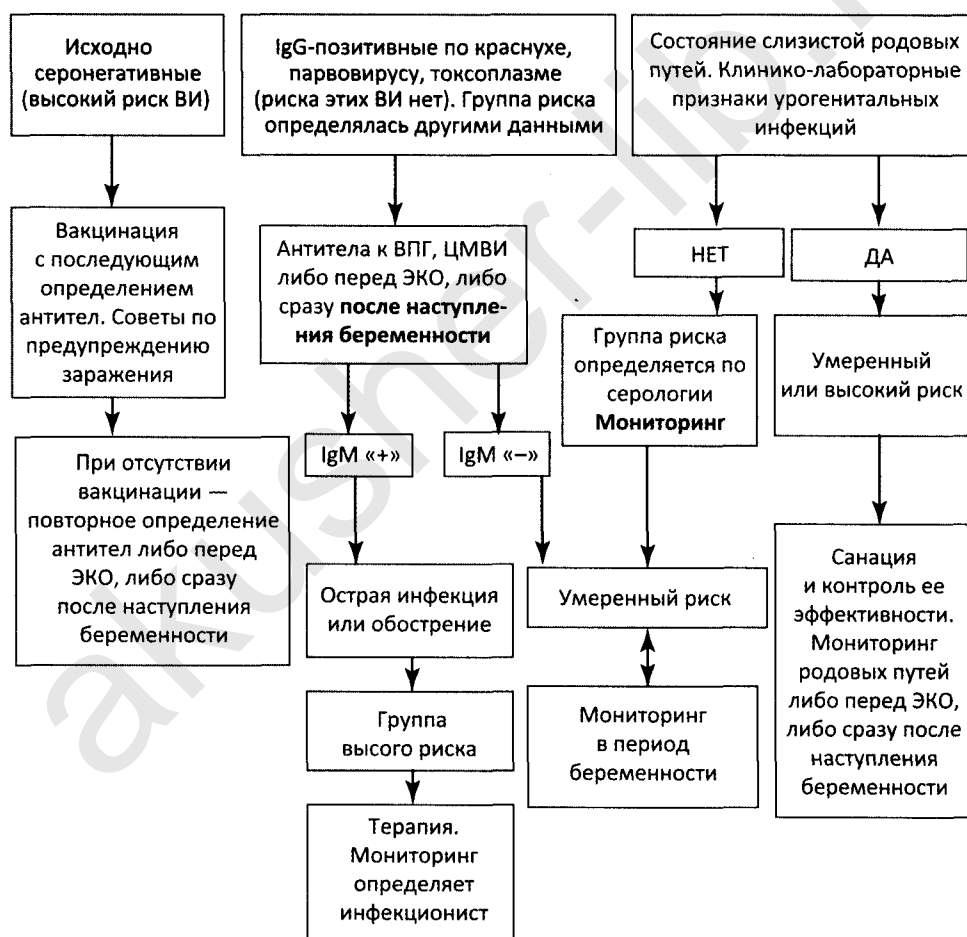 Исходно
серонегативные
(высокий риск ВИ)
IgG-позитивные по краснухе,
парвовирусу, токсоплазме
(риска этих ВИ нет). Группа риска
определялась другими данными
Состояние слизистой родовых
путей. Клинико-лабораторные
признаки урогенитальных
инфекций
Вакцинация
с последующим
определением
антител. Советы по
предупреждению
заражения
Антитела к ВПГ, ЦМВИ
либо перед ЭКО, либо
сразу после наступле-
ния беременности
НЕТ
ДА
Группа риска
определяется по
серологии
Мониторинг
Умеренный
или высокий риск
При отсутствии
вакцинации —
повторное определение
антител либо перед
ЭКО, либо сразу
после наступления
беременности
IgM «+»
IgM «–»
Острая инфекция
или обострение
Умеренный риск
Санация
и контроль ее
эффективности.
Мониторинг
родовых путей
либо перед ЭКО,
либо сразу после
наступления
беременности
Группа
высого риска
Мониторинг
в период
беременности
Терапия.
Мониторинг
определяет
инфекционист
akusher-lib.r